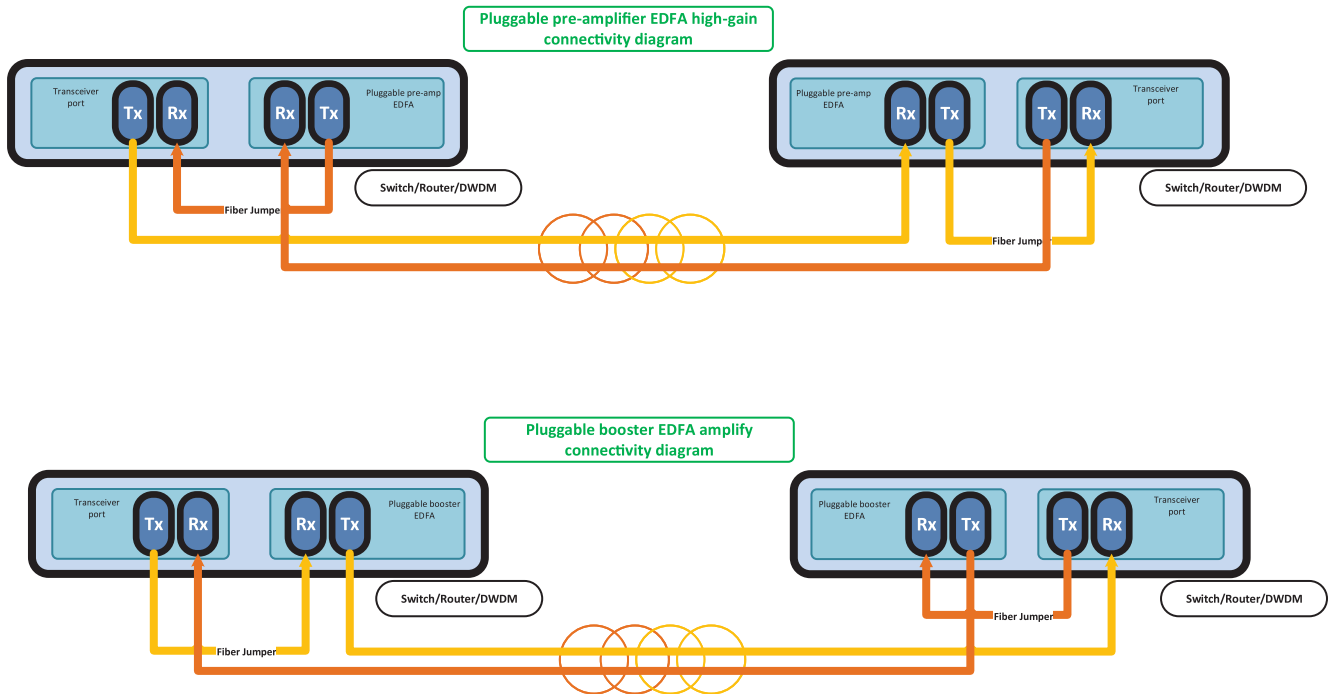 Pluggable pre-amplifier EDFA high-gain
connectivity diagram
Transceiver
port
Tx
Rx
Rx
Tx
Pluggable pre-amp
EDFA
Switch/Router/DWDM
Fiber Jumper
Pluggable pre-amp
EDFA
Rx
Tx
Tx
Rx
Transceiver
port
Switch/Router/DWDM
Fiber Jumper
Pluggable booster EDFA amplify
connectivity diagram
Transceiver
port
Tx
Rx
Rx
Tx
Pluggable booster
EDFA
Switch/Router/DWDM
Fiber Jumper
Pluggable booster
EDFA
Rx
Tx
Tx
Rx
Transceiver
port
Switch/Router/DWDM
Fiber Jumper